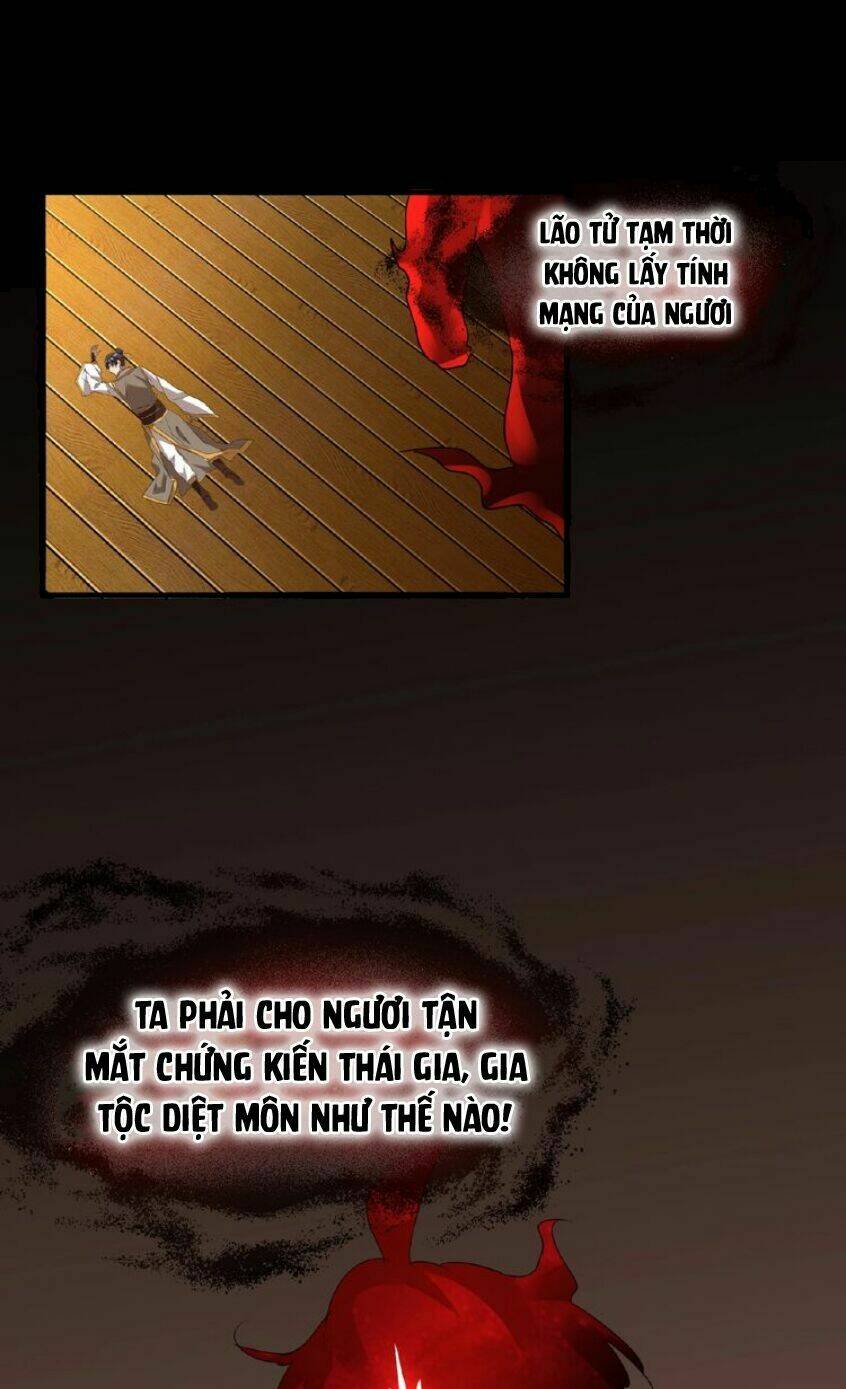 LÃO TỬ TẠM THỜI
KHÔNG LẤY TÍNH
MẠNG CỦA NGƯƠI
TA PHẢI CHO NGƯƠI TẬN
MẮT CHỨNG KIẾN THÁI GIA, GIA
TỘC DIỆT MÔN NHƯ THẾ NÀO!